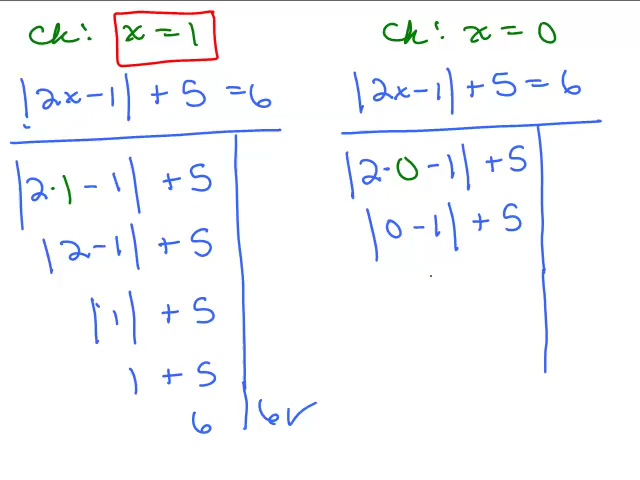 ck: x = 1
|2x - 1| + 5 = 6
|2·1 - 1| + 5
|2 - 1| + 5
|1| + 5
1 + 5
6 | 6✓
ck: x = 0
|2x - 1| + 5 = 6
|2·0 - 1| + 5
|0 - 1| + 5